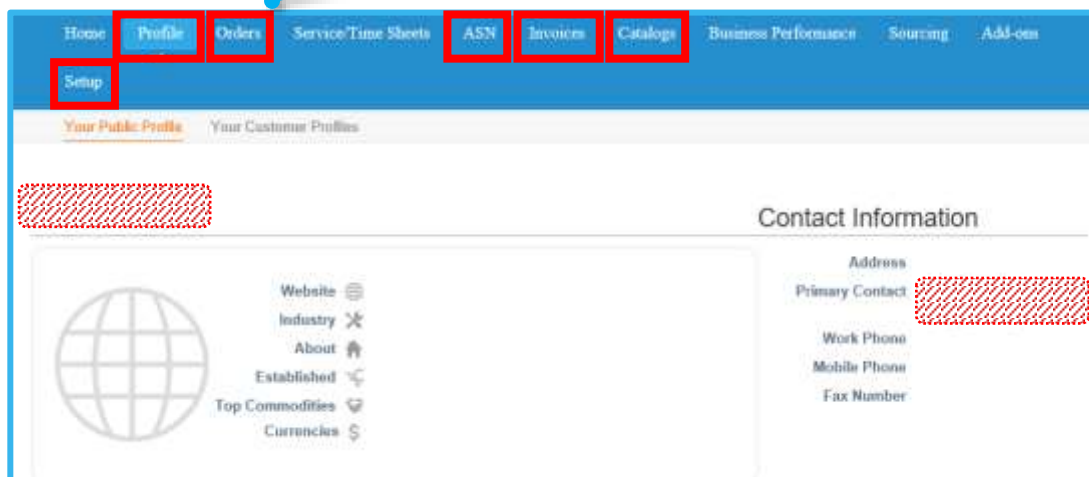 Home Profile Orders Service/Time Sheets ASN Invoices Catalogs Business Performance Sourcing Add-ons
Setup
Your Public Profile Your Customer Profiles
Contact Information
Address
Primary Contact
Work Phone
Mobile Phone
Fax Number
Website
Industry
About
Established
Top Commodities
Currencies $